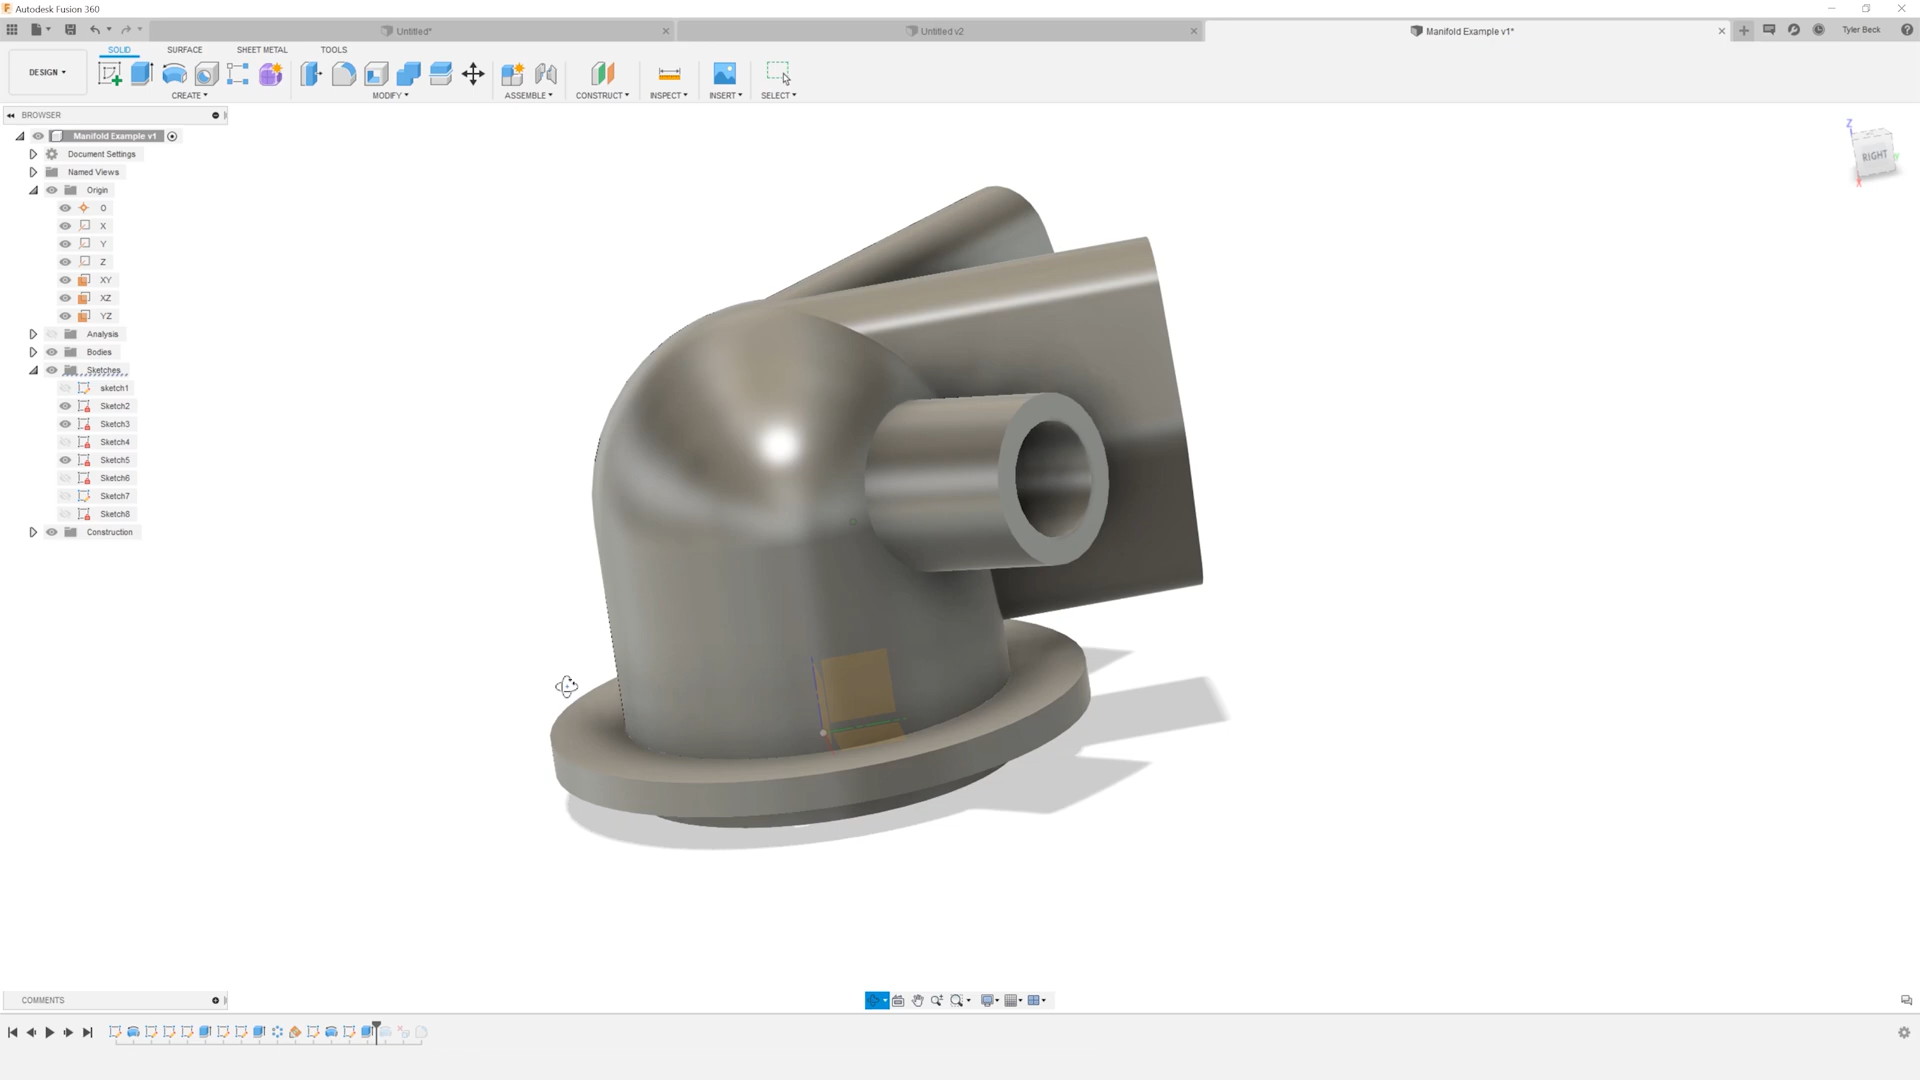 Autodesk Fusion 360
Untitled*
Untitled v2
Manifold Example v1*
Tyler Beck
SOLID SURFACE SHEET METAL TOOLS
DESIGN
CREATE MODIFY ASSEMBLE CONSTRUCT INSPECT INSERT SELECT
BROWSER
Manifold Example v1
Document Settings
Named Views
Origin
O
X
Y
Z
XY
XZ
YZ
Analysis
Bodies
Sketches
sketch1
Sketch2
Sketch3
Sketch4
Sketch5
Sketch6
Sketch7
Sketch8
Construction
Z
RIGHT
Y
X
COMMENTS